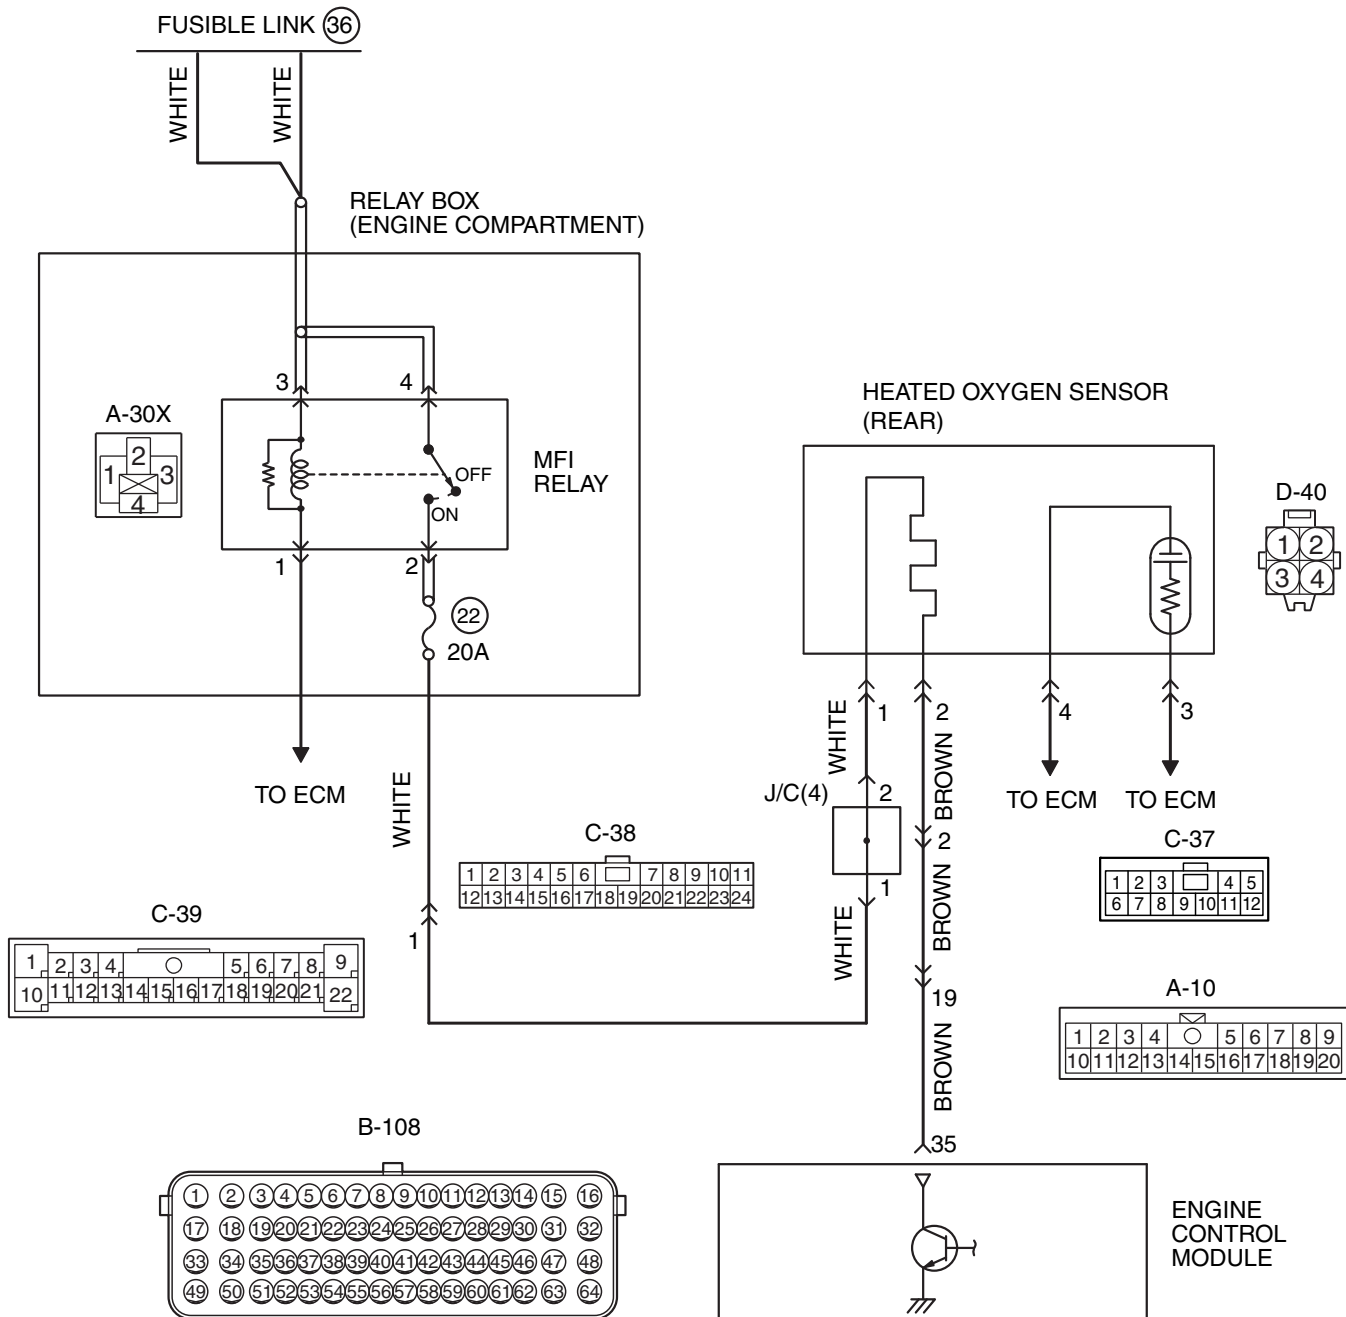 FUSIBLE LINK 36
WHITE
WHITE
RELAY BOX
(ENGINE COMPARTMENT)
3
4
A-30X
2
1
3
4
OFF
ON
MFI
RELAY
1
2
22
20A
TO ECM
WHITE
1
HEATED OXYGEN SENSOR
(REAR)
D-40
1 2
3 4
1
2
4
3
WHITE
BROWN
J/C(4)
2
TO ECM
TO ECM
2
1
WHITE
BROWN
19
BROWN
35
C-38
1 2 3 4 5 6 7 8 9 10 11
12 13 14 15 16 17 18 19 20 21 22 23 24
C-37
1 2 3 4 5
6 7 8 9 10 11 12
C-39
1 2 3 4 5 6 7 8 9
10 11 12 13 14 15 16 17 18 19 20 21 22
A-10
1 2 3 4 5 6 7 8 9
10 11 12 13 14 15 16 17 18 19 20
B-108
1 2 3 4 5 6 7 8 9 10 11 12 13 14 15 16
17 18 19 20 21 22 23 24 25 26 27 28 29 30 31 32
33 34 35 36 37 38 39 40 41 42 43 44 45 46 47 48
49 50 51 52 53 54 55 56 57 58 59 60 61 62 63 64
ENGINE
CONTROL
MODULE